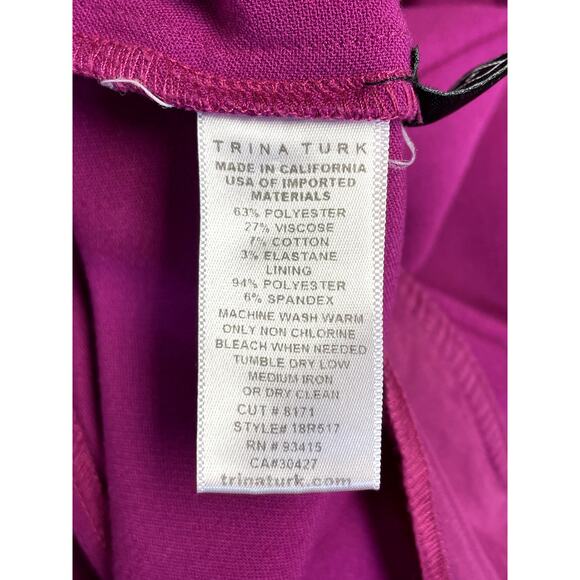 TRINA TURK
MADE IN CALIFORNIA
USA OF IMPORTED
MATERIALS
63% POLYESTER
27% VISCOSE
7% COTTON
3% ELASTANE
LINING
94% POLYESTER
6% SPANDEX
MACHINE WASH WARM
ONLY NON CHLORINE
BLEACH WHEN NEEDED
TUMBLE DRY LOW
MEDIUM IRON
OR DRY CLEAN
CUT # 8171
STYLE# 18R517
RN # 93415
CA#30427
trinaturk.com